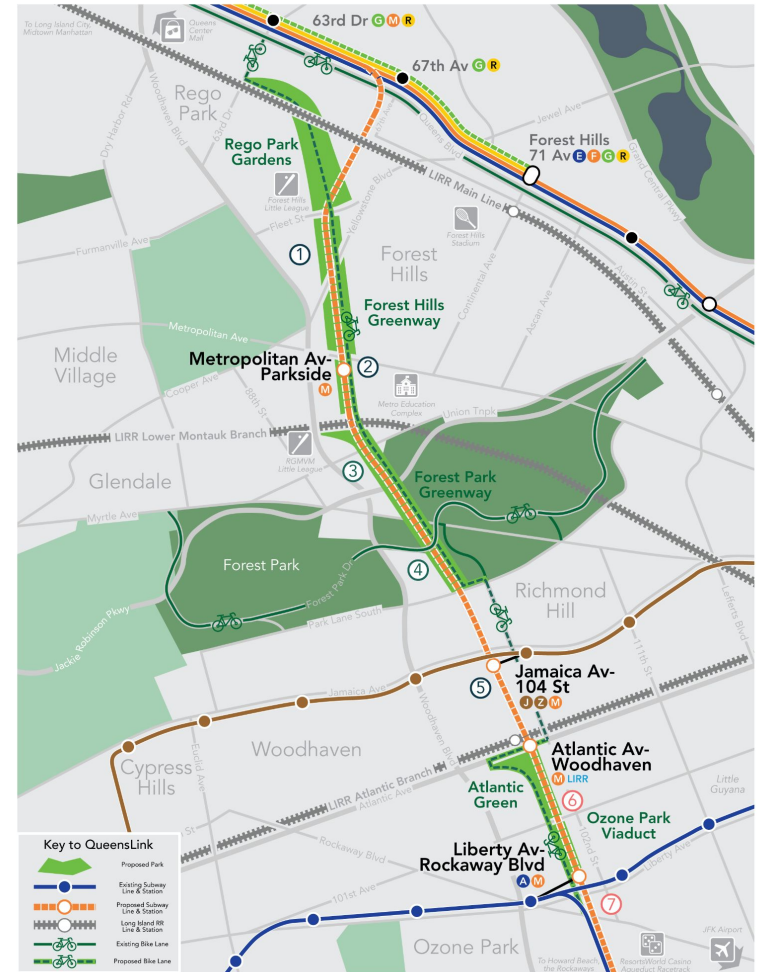 To Long Island City,
Midtown Manhattan
Queens
Center
Mall
63rd Dr G M R
67th Av G R
Forest Hills
71 Av E F G R
Rego
Park
Woodhaven Blvd
Dry Harbor Rd
63rd Dr
Jewel Ave
Queens Blvd
Grand Central Pkwy
Rego Park
Gardens
LIRR Main Line
Yellowstone Blvd
Forest Hills
Little League
Fleet St
Forest Hills
Stadium
Furmanville Ave
1
Forest
Hills
Continental Ave
Ascan Ave
Austin St
Forest Hills
Greenway
Metropolitan Ave
Middle
Village
Metropolitan Av-
Parkside
M
2
Cooper Ave
88th St
Metro Education
Complex
Union Tnpk
LIRR Lower Montauk Branch
RGMVM
Little League
3
Glendale
Forest Park
Greenway
Myrtle Ave
Forest Park
Forest Park Dr
4
Richmond
Hill
Jackie Robinson Pkwy
Park Lane South
Lefferts Blvd
111th St
5
Jamaica Av-
104 St
J Z M
Jamaica Ave
Woodhaven Blvd
Woodhaven
Cypress
Hills
Euclid Ave
Atlantic Av-
Woodhaven
M LIRR
LIRR Atlantic Branch
Atlantic Ave
Atlantic
Green
6
Little
Guyana
Ozone Park
Viaduct
102nd St
Liberty Ave
St
Rockaway Blvd
Liberty Av-
Rockaway Blvd
A M
101st Ave
7
Ozone Park
To Howard Beach,
the Rockaways
ResortsWorld Casino
Aqueduct Racetrack
JFK Airport
Key to QueensLink
Proposed Park
Existing Subway
Line & Station
Proposed Subway
Line & Station
Long Island RR
Line & Station
Existing Bike Lane
Proposed Bike Lane